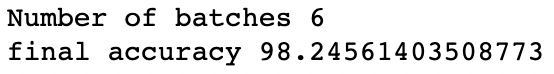 Number of batches 6
final accuracy 98.24561403508773